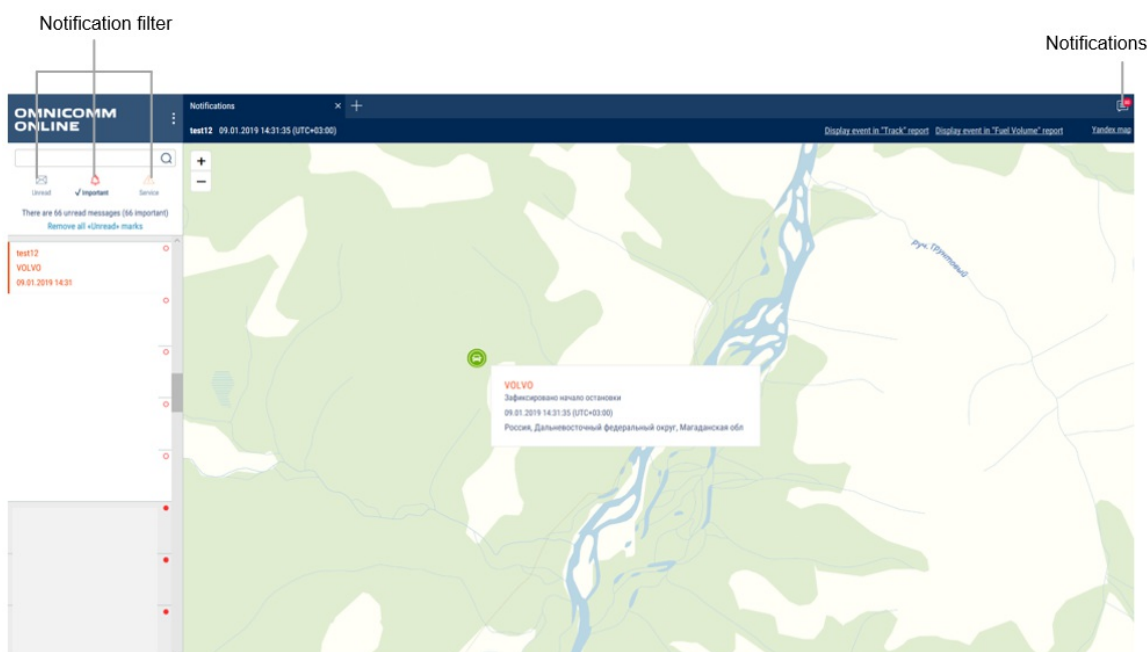 Notification filter
Notifications
OMNICOMM
ONLINE
Notifications
test12 09.01.2019 14:31:35 (UTC+03:00)
Display event in "Track" report Display event in "Fuel Volume" report Yandex map
Unread √ Important Service
There are 66 unread messages (66 important)
Remove all «Unread» marks
test12
VOLVO
09.01.2019 14:31
руч. Грунтовый
VOLVO
Зафиксировано начало остановки
09.01.2019 14:31:35 (UTC+03:00)
Россия, Дальневосточный федеральный округ, Магаданская обл